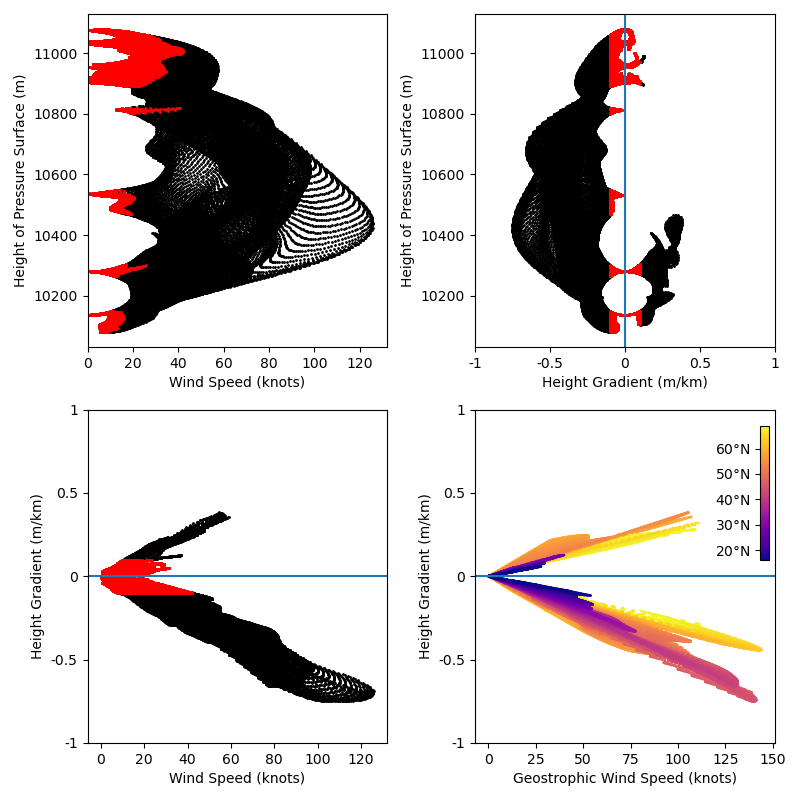 11000
10800
10600
10400
10200
Height of Pressure Surface (m)
0 20 40 60 80 100 120
Wind Speed (knots)
11000
10800
10600
10400
10200
Height of Pressure Surface (m)
-1 -0.5 0 0.5 1
Height Gradient (m/km)
1
0.5
0
-0.5
-1
Height Gradient (m/km)
0 20 40 60 80 100 120
Wind Speed (knots)
1
0.5
0
-0.5
-1
Height Gradient (m/km)
60°N
50°N
40°N
30°N
20°N
0 25 50 75 100 125 150
Geostrophic Wind Speed (knots)